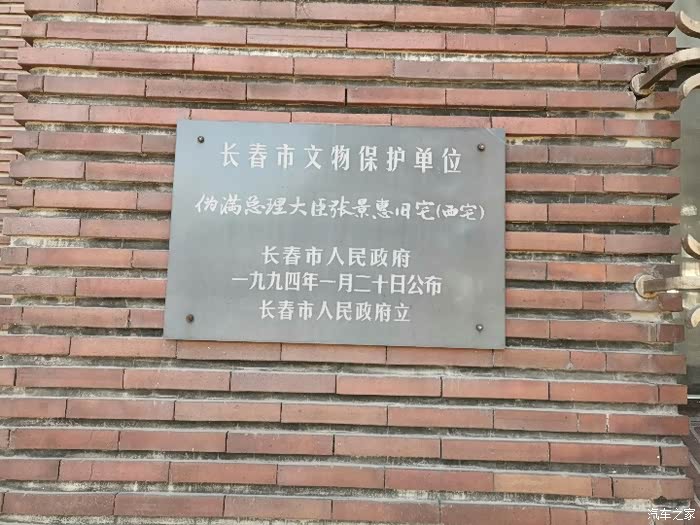 长春市文物保护单位
伪满总理大臣张景惠旧宅(西宅)
长春市人民政府
一九九四年一月二十日公布
长春市人民政府立
汽车之家